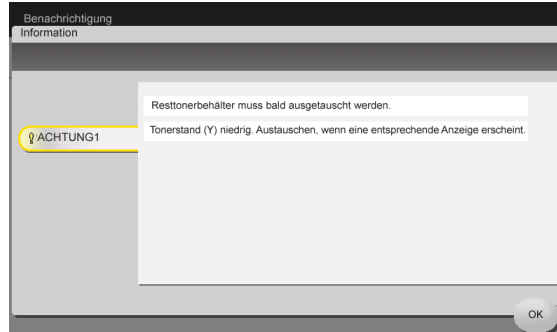 Benachrichtigung
Information
Resttonerbehälter muss bald ausgetauscht werden.
ACHTUNG1
Tonerstand (Y) niedrig. Austauschen, wenn eine entsprechende Anzeige erscheint.
OK